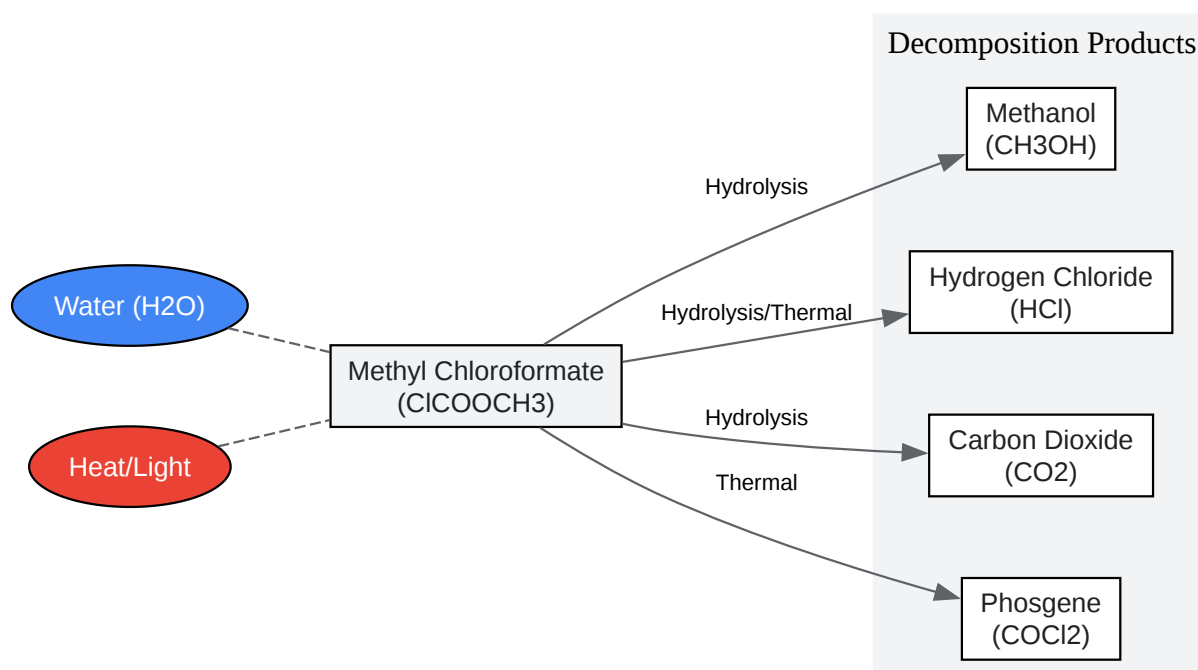 Decomposition Products
Methanol
(CH3OH)
Hydrolysis
Hydrogen Chloride
(HCl)
Hydrolysis/Thermal
Water (H2O)
Methyl Chloroformate
(ClCOOCH3)
Hydrolysis
Carbon Dioxide
(CO2)
Heat/Light
Thermal
Phosgene
(COCl2)